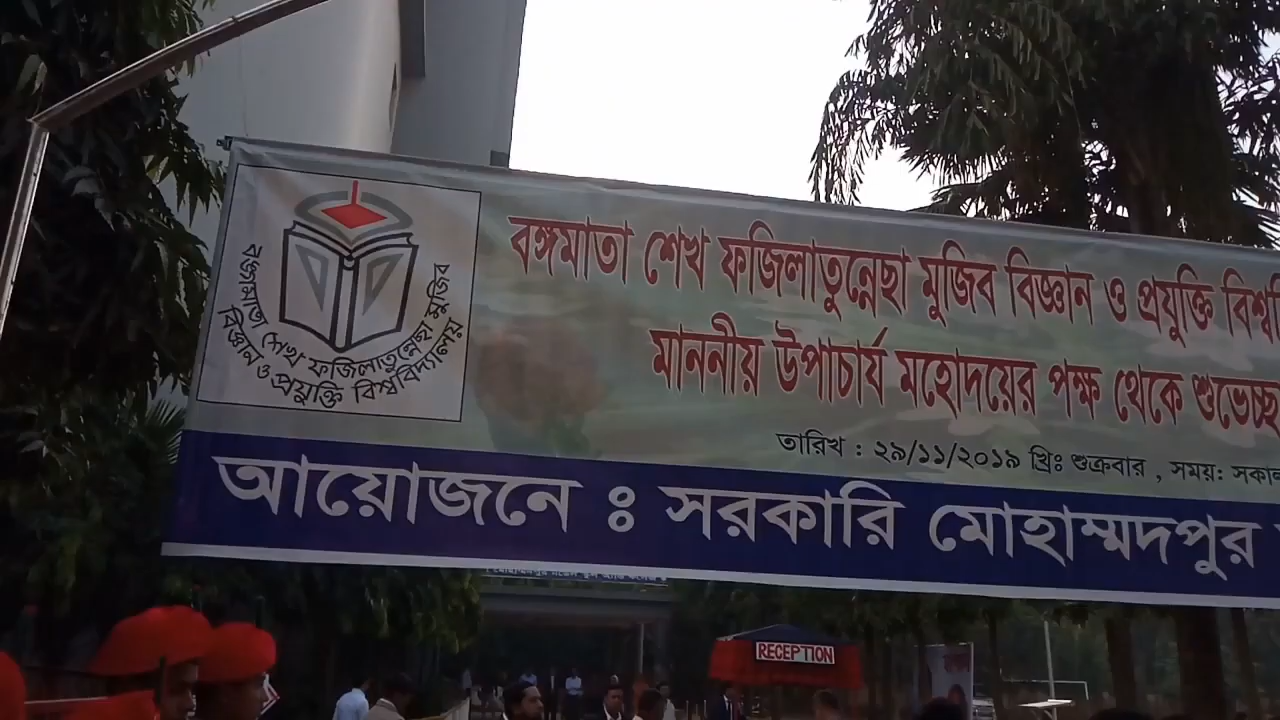 বঙ্গমাতা শেখ ফজিলাতুন্নেছা মুজিব
বিজ্ঞান ও প্রযুক্তি বিশ্ববিদ্যালয়
বঙ্গমাতা শেখ ফজিলাতুন্নেছা মুজিব বিজ্ঞান ও প্রযুক্তি
মাননীয় উপাচার্য মহোদয়ের পক্ষ থেকে
তারিখ : ২৯/১১/২০১৯ খ্রিঃ শুক্রবার , সময়:
আয়োজনে ঃ সরকারি মোহাম্মদপুর
RECEPTION